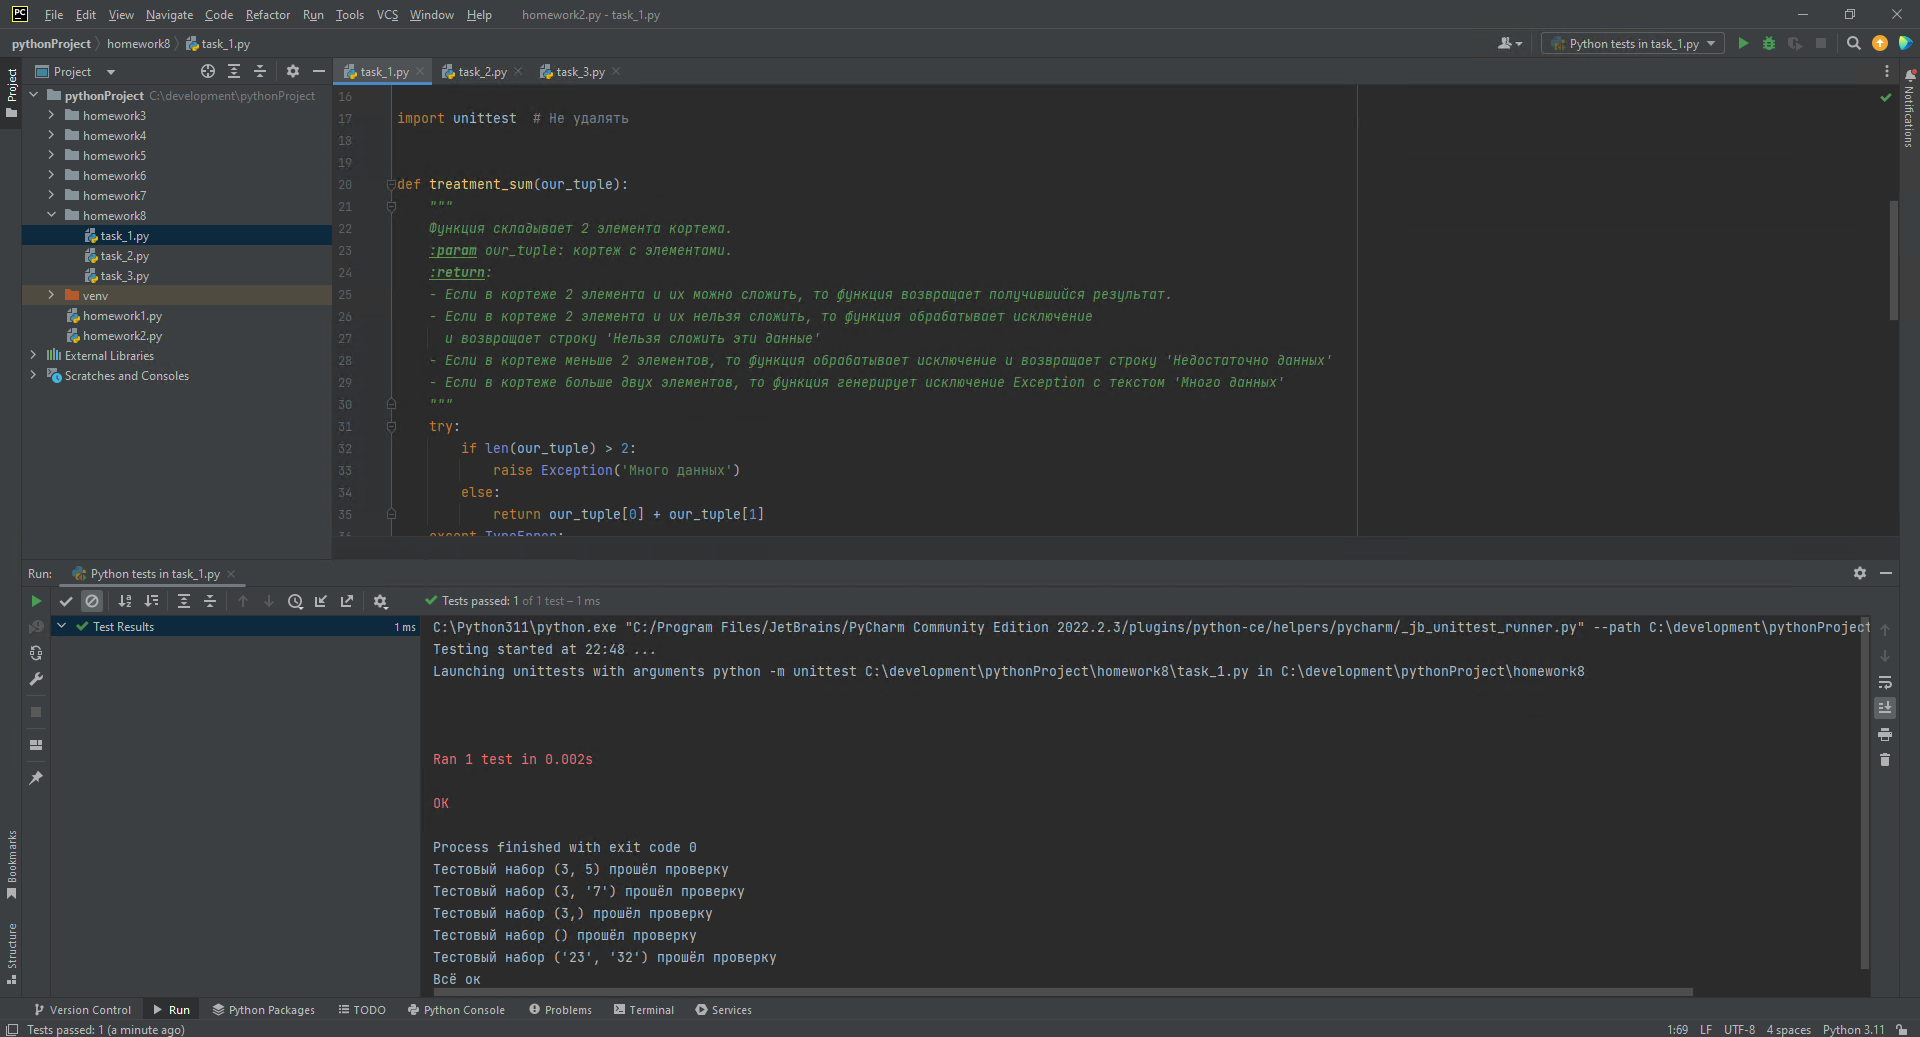 PC File Edit View Navigate Code Refactor Run Tools VCS Window Help homework2.py - task_1.py
pythonProject homework8 task_1.py Python tests in task_1.py
Project task_1.py task_2.py task_3.py
Project
Notifications
pythonProject C:\development\pythonProject
homework3
homework4
homework5
homework6
homework7
homework8
task_1.py
task_2.py
task_3.py
venv
homework1.py
homework2.py
External Libraries
Scratches and Consoles
16
17 import unittest # Не удалять
18
19
20 def treatment_sum(our_tuple):
21 """
22 Функция складывает 2 элемента кортежа.
23 :param our_tuple: кортеж с элементами.
24 :return:
25 - Если в кортеже 2 элемента и их можно сложить, то функция возвращает получившийся результат.
26 - Если в кортеже 2 элемента и их нельзя сложить, то функция обрабатывает исключение
27 и возвращает строку 'Нельзя сложить эти данные'
28 - Если в кортеже меньше 2 элементов, то функция обрабатывает исключение и возвращает строку 'Недостаточно данных'
29 - Если в кортеже больше двух элементов, то функция генерирует исключение Exception с текстом 'Много данных'
30 """
31 try:
32 if len(our_tuple) > 2:
33 raise Exception('Много данных')
34 else:
35 return our_tuple[0] + our_tuple[1]
36 except TypeError:
Run: Python tests in task_1.py
Tests passed: 1 of 1 test – 1 ms
Test Results 1 ms
C:\Python311\python.exe "C:/Program Files/JetBrains/PyCharm Community Edition 2022.2.3/plugins/python-ce/helpers/pycharm/_jb_unittest_runner.py" --path C:\development\pythonProject
Testing started at 22:48 ...
Launching unittests with arguments python -m unittest C:\development\pythonProject\homework8\task_1.py in C:\development\pythonProject\homework8
Ran 1 test in 0.002s
OK
Process finished with exit code 0
Тестовый набор (3, 5) прошёл проверку
Тестовый набор (3, '7') прошёл проверку
Тестовый набор (3,) прошёл проверку
Тестовый набор () прошёл проверку
Тестовый набор ('23', '32') прошёл проверку
Всё ок
Bookmarks
Structure
Version Control Run Python Packages TODO Python Console Problems Terminal Services
Tests passed: 1 (a minute ago) 1:69 LF UTF-8 4 spaces Python 3.11